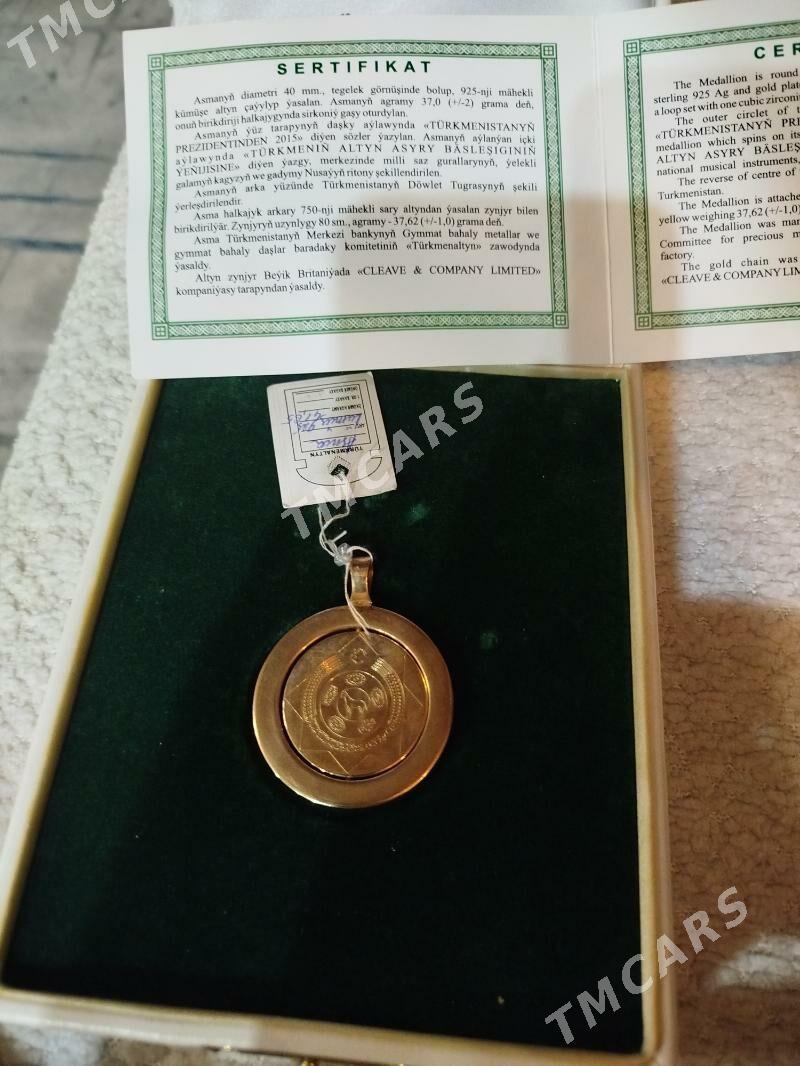 TMCARS
SERTIFIKAT
Asmanyň diametri 40 mm., tegelek görnüşinde bolup, 925-nji mähekli
kümüşe altyn çaýylyp ýasalan. Asmanyň agramy 37,0 (+/-2) grama deň,
onuň birikdiriji halkajygynda sirkoniý gaşy oturdylan.
Asmanyň ýüz tarapynyň daşky aýlawynda «TÜRKMENISTANYŇ
PREZIDENTINDEN 2015» diýen sözler ýazylan. Asmanyň aýlanýan içki
aýlawynda «TÜRKMENIŇ ALTYN ASYRY BÄSLEŞIGINIŇ
ÝEŇIJISINE» diýen ýazgy, merkezinde milli saz gurallarynyň, ýelekli
galamyň kagyzyň we gadymy Nusaýyň ritony şekillendirilen.
Asmanyň arka ýüzünde Türkmenistanyň Döwlet Tugrasynyň şekili
ýerleşdirilendir.
Asma halkajyk arkary 750-nji mähekli sary altyndan ýasalan zynjyr bilen
birikdirilýär. Zynjyryň uzynlygy 80 sm., agramy - 37,62 (+/-1,0) grama deň.
Asma Türkmenistanyň Merkezi bankynyň Gymmat bahaly metallar we
gymmat bahaly daşlar baradaky komitetiniň «Türkmenaltyn» zawodynda
ýasaldy.
Altyn zynjyr Beýik Britaniýada «CLEAVE & COMPANY LIMITED»
kompaniýasy tarapyndan ýasaldy.
CER
The Medallion is round
sterling 925 Ag and gold plat
a loop set with one cubic zirconi
The outer circlet of t
«TÜRKMENISTANYŇ PRE
medallion which spins on its
ALTYN ASYRY BÄSLEŞ
national musical instruments,
The reverse of centre of
Turkmenistan.
The Medallion is attache
yellow weighing 37,62 (+/-1,0)
The Medallion was man
Committee for precious m
factory.
The gold chain was
«CLEAVE & COMPANY LIM
TÜRKMENALTYN
TMCARS
TMCARS